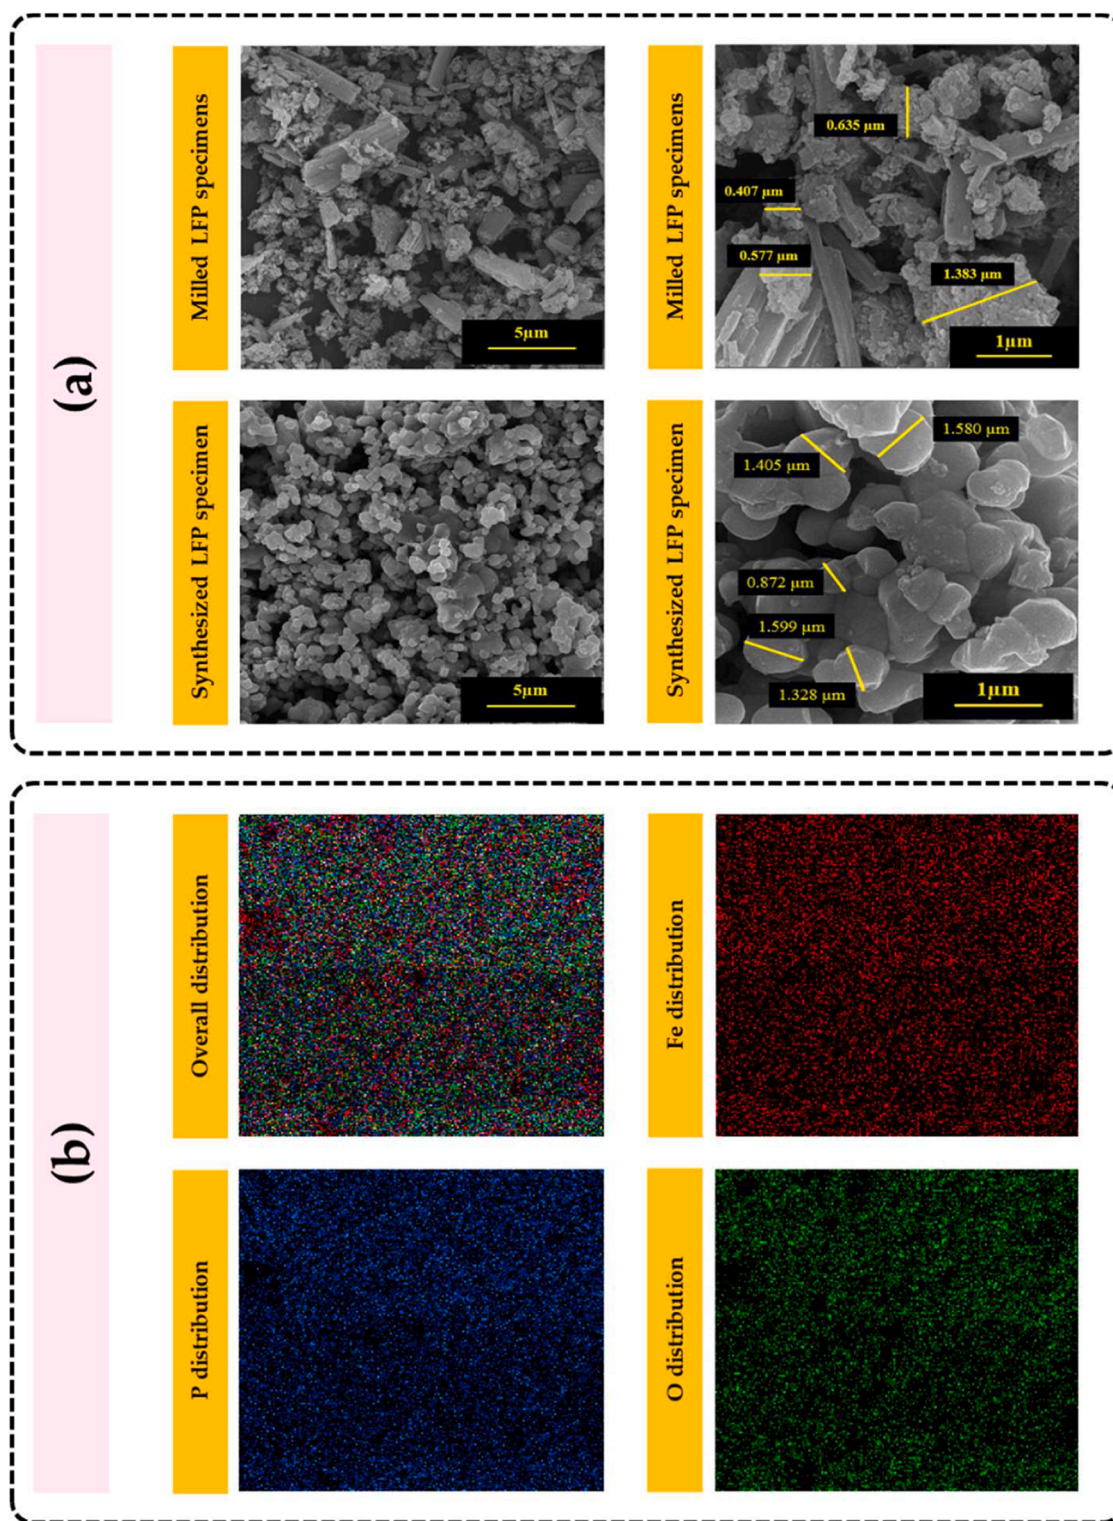 (a)
Milled LFP specimens
5µm
Milled LFP specimens
0.635 µm
0.407 µm
0.577 µm
1.383 µm
1µm
Synthesized LFP specimen
5µm
Synthesized LFP specimen
1.580 µm
1.405 µm
0.872 µm
1.599 µm
1.328 µm
1µm
(b)
Overall distribution
Fe distribution
P distribution
O distribution